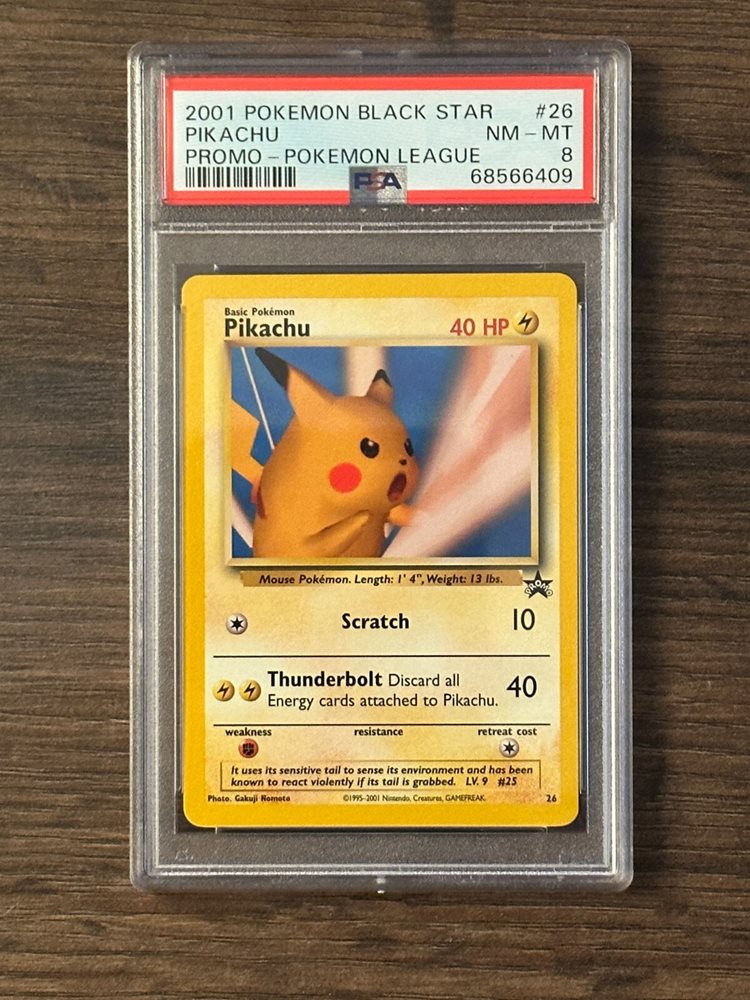 2001 POKEMON BLACK STAR #26
PIKACHU NM - MT
PROMO - POKEMON LEAGUE 8
PSA 68566409
Basic Pokémon
Pikachu 40 HP
Mouse Pokémon. Length: 1' 4", Weight: 13 lbs.
PROMO
Scratch 10
Thunderbolt Discard all
Energy cards attached to Pikachu. 40
weakness resistance retreat cost
It uses its sensitive tail to sense its environment and has been
known to react violently if its tail is grabbed. LV. 9 #25
Photo. Gakuji Nomoto ©1995-2001 Nintendo, Creatures, GAMEFREAK. 26